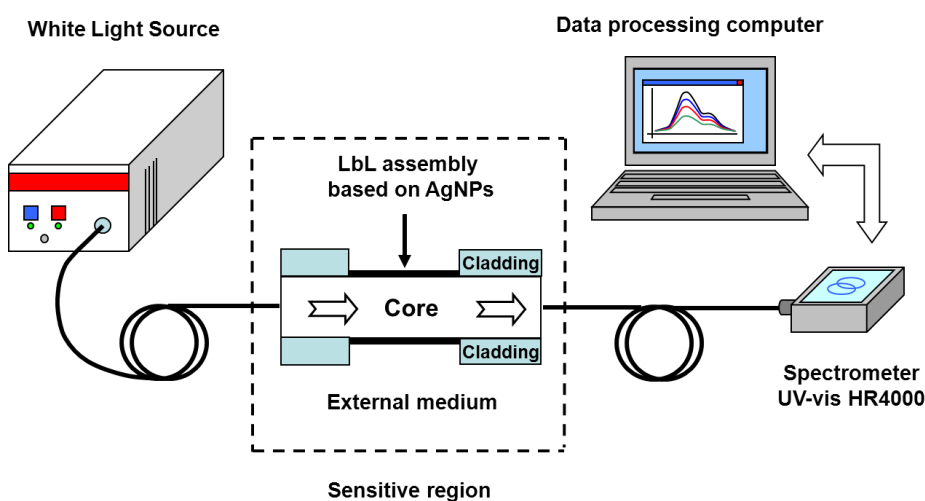 White Light Source
Data processing computer
LbL assembly
based on AgNPs
Cladding
Core
Cladding
External medium
Spectrometer
UV-vis HR4000
Sensitive region